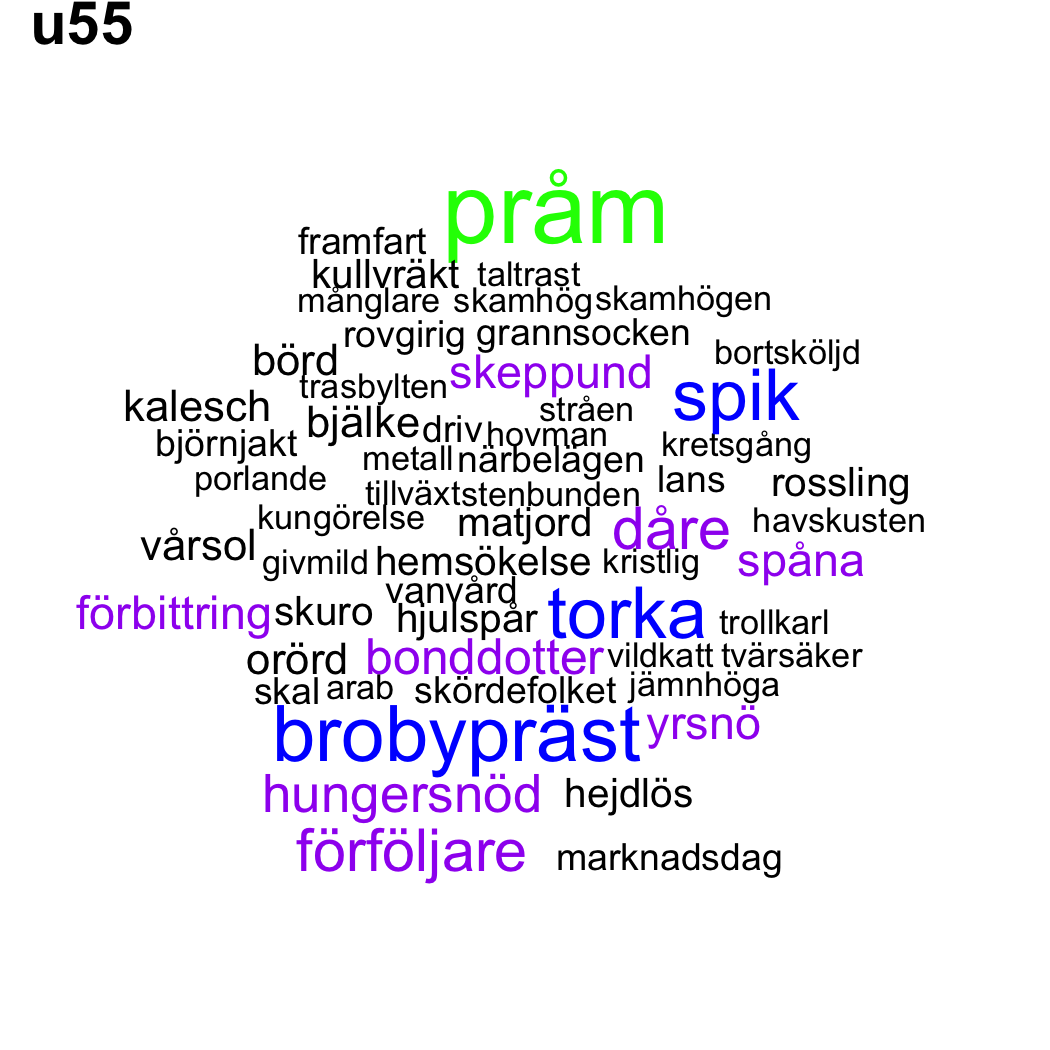 u55
pråm
framfart
kullvräkt taltrast
månglare skamhög skamhögen
rovgirig grannsocken
börd bortsköljd
trasbylten skeppund
kalesch spik
bjälke driv stråen
björnjakt hovman kretsgång
metall närbelägen
porlande lans rossling
tillväxt stenbunden
kungörelse matjord dåre havskusten
vårsol givmild hemsökelse kristlig spåna
vanvård
förbittring skuro hjulspår torka trollkarl
orörd bonddotter vildkatt tvärsäker
skal arab skördefolket jämnhöga
brobypräst yrsnö
hungersnöd hejdlös
förföljare marknadsdag